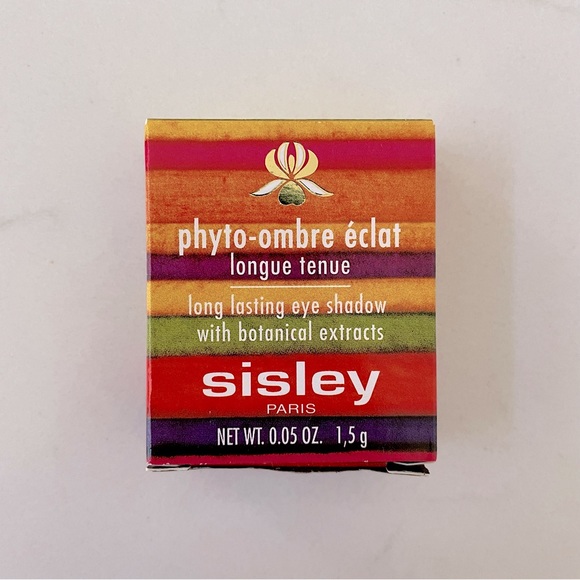 phyto-ombre éclat
longue tenue
long lasting eye shadow
with botanical extracts
sisley
PARIS
NET WT. 0.05 OZ. 1,5 g